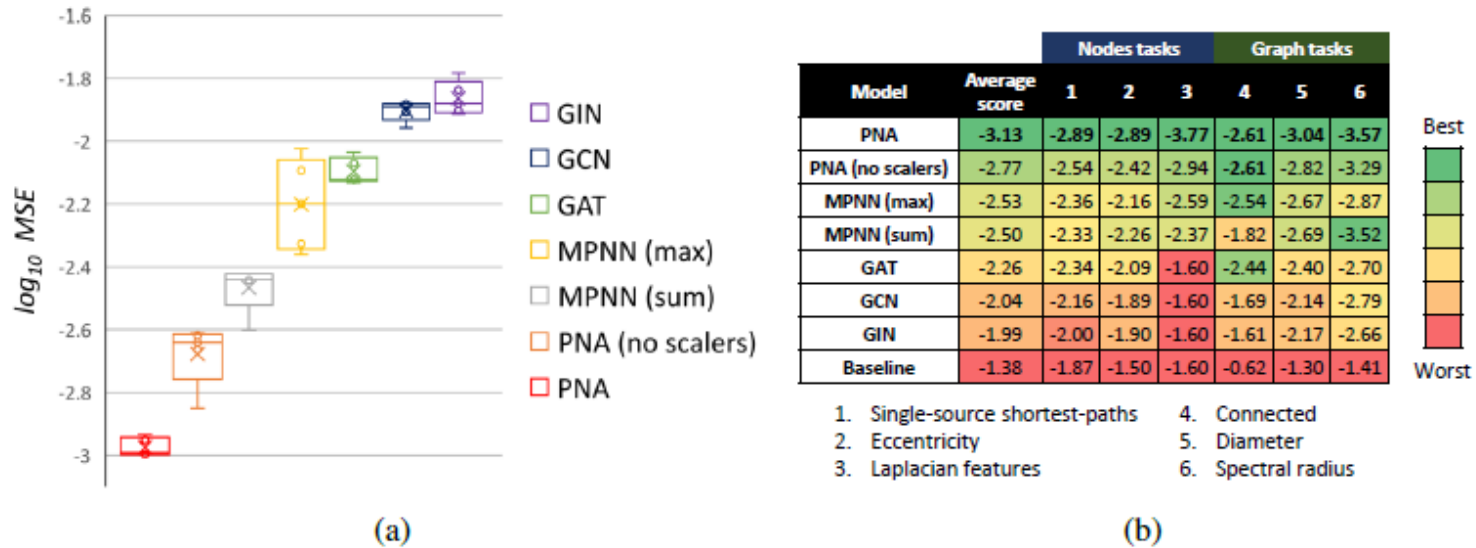 -1.6
-1.8
-2
-2.2
-2.4
-2.6
-2.8
-3
log₁₀ MSE
GIN
GCN
GAT
MPNN (max)
MPNN (sum)
PNA (no scalers)
PNA
(a)
Nodes tasks Graph tasks
Model Average score 1 2 3 4 5 6
PNA -3.13 -2.89 -2.89 -3.77 -2.61 -3.04 -3.57
PNA (no scalers) -2.77 -2.54 -2.42 -2.94 -2.61 -2.82 -3.29
MPNN (max) -2.53 -2.36 -2.16 -2.59 -2.54 -2.67 -2.87
MPNN (sum) -2.50 -2.33 -2.26 -2.37 -1.82 -2.69 -3.52
GAT -2.26 -2.34 -2.09 -1.60 -2.44 -2.40 -2.70
GCN -2.04 -2.16 -1.89 -1.60 -1.69 -2.14 -2.79
GIN -1.99 -2.00 -1.90 -1.60 -1.61 -2.17 -2.66
Baseline -1.38 -1.87 -1.50 -1.60 -0.62 -1.30 -1.41
Best
Worst
1. Single-source shortest-paths
2. Eccentricity
3. Laplacian features
4. Connected
5. Diameter
6. Spectral radius
(b)